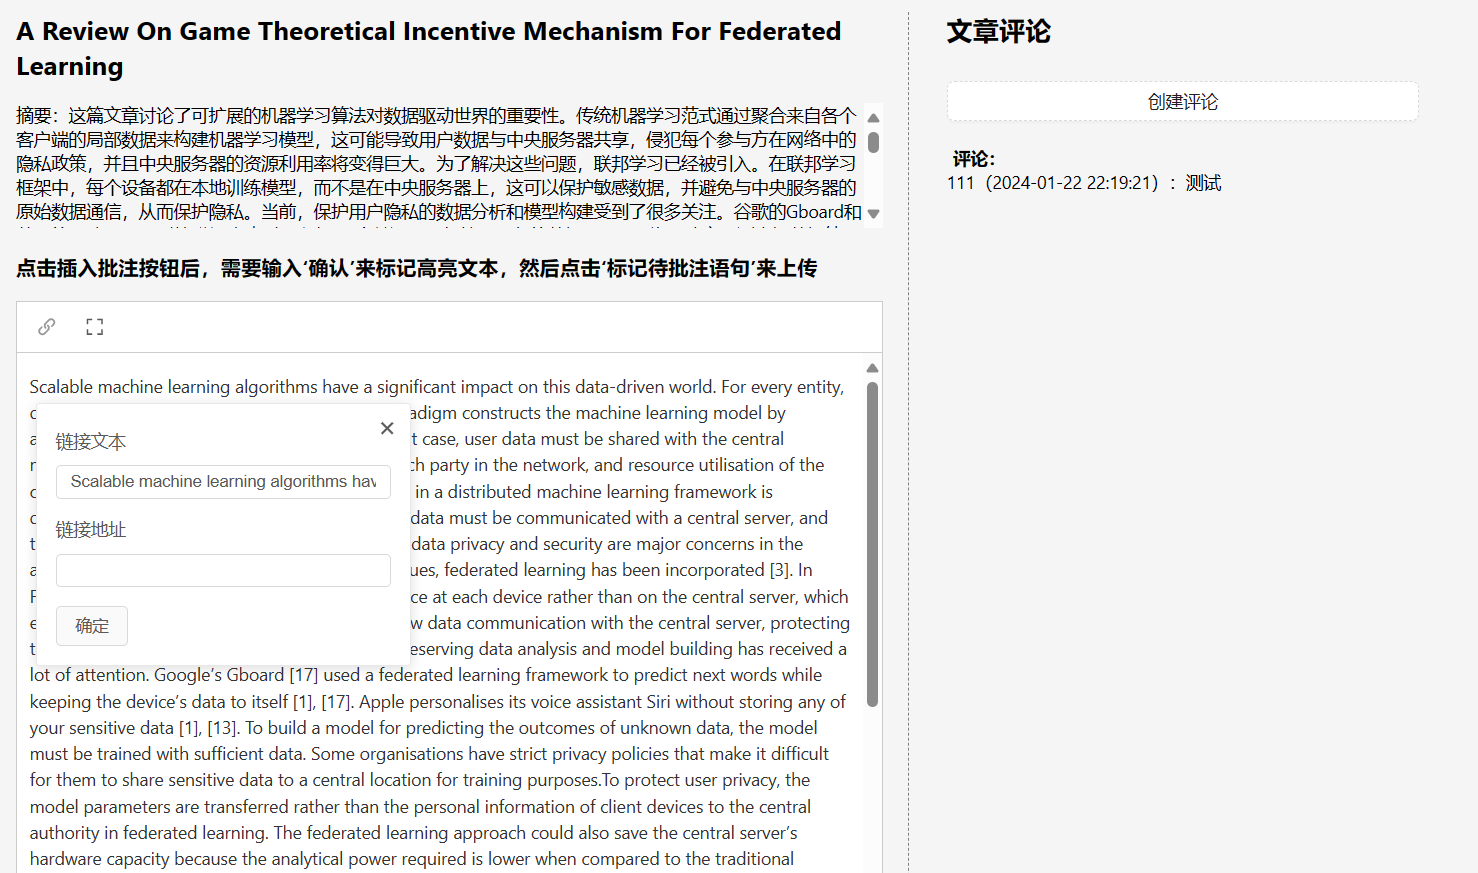 A Review On Game Theoretical Incentive Mechanism For Federated
Learning
摘要：这篇文章讨论了可扩展的机器学习算法对数据驱动世界的重要性。传统机器学习范式通过聚合来自各个
客户端的局部数据来构建机器学习模型，这可能导致用户数据与中央服务器共享，侵犯每个参与方在网络中的
隐私政策，并且中央服务器的资源利用率将变得巨大。为了解决这些问题，联邦学习已经被引入。在联邦学习
框架中，每个设备都在本地训练模型，而不是在中央服务器上，这可以保护敏感数据，并避免与中央服务器的
原始数据通信，从而保护隐私。当前，保护用户隐私的数据分析和模型构建受到了很多关注。谷歌的Gboard和
点击插入批注按钮后，需要输入‘确认’来标记高亮文本，然后点击‘标记待批注语句’来上传
Scalable machine learning algorithms have a significant impact on this data-driven world. For every entity,
adigm constructs the machine learning model by
t case, user data must be shared with the central
ch party in the network, and resource utilisation of the
in a distributed machine learning framework is
data must be communicated with a central server, and
data privacy and security are major concerns in the
ues, federated learning has been incorporated [3]. In
ce at each device rather than on the central server, which
w data communication with the central server, protecting
eserving data analysis and model building has received a
lot of attention. Google’s Gboard [17] used a federated learning framework to predict next words while
keeping the device’s data to itself [1], [17]. Apple personalises its voice assistant Siri without storing any of
your sensitive data [1], [13]. To build a model for predicting the outcomes of unknown data, the model
must be trained with sufficient data. Some organisations have strict privacy policies that make it difficult
for them to share sensitive data to a central location for training purposes.To protect user privacy, the
model parameters are transferred rather than the personal information of client devices to the central
authority in federated learning. The federated learning approach could also save the central server’s
hardware capacity because the analytical power required is lower when compared to the traditional
链接文本
Scalable machine learning algorithms hav
链接地址
确定
文章评论
创建评论
评论：
111（2024-01-22 22:19:21）：测试